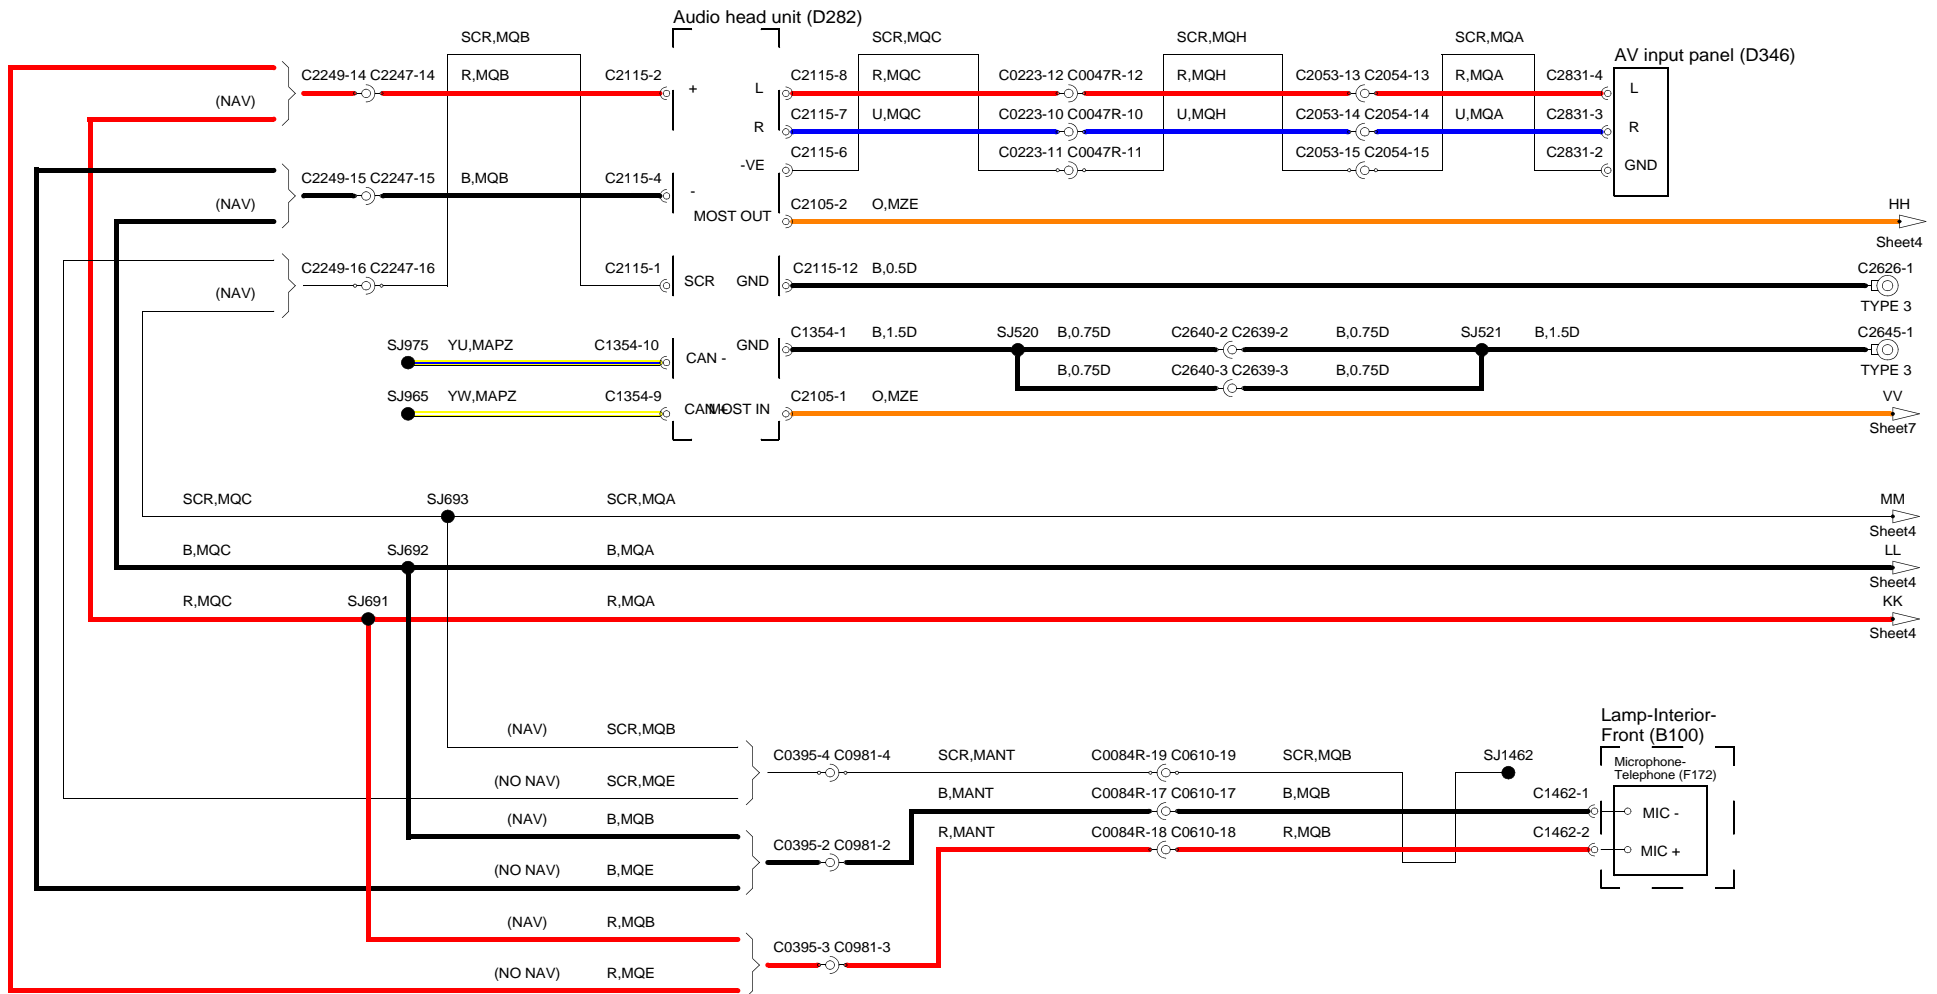 Audio head unit (D282)
SCR,MQB
SCR,MQC
SCR,MQH
SCR,MQA
AV input panel (D346)
C2249-14 C2247-14
R,MQB
C2115-2
+
L
C2115-8
R,MQC
C0223-12 C0047R-12
R,MQH
C2053-13 C2054-13
R,MQA
C2831-4
L
(NAV)
R
C2115-7
U,MQC
C0223-10 C0047R-10
U,MQH
C2053-14 C2054-14
U,MQA
C2831-3
R
-VE
C2115-6
C0223-11 C0047R-11
C2053-15 C2054-15
C2831-2
GND
C2249-15 C2247-15
B,MQB
C2115-4
-
(NAV)
MOST OUT
C2105-2
O,MZE
HH
Sheet4
C2249-16 C2247-16
C2115-1
SCR
GND
C2115-12
B,0.5D
C2626-1
TYPE 3
(NAV)
SJ975
YU,MAPZ
C1354-10
CAN -
GND
C1354-1
B,1.5D
SJ520
B,0.75D
C2640-2 C2639-2
B,0.75D
SJ521
B,1.5D
C2645-1
TYPE 3
B,0.75D
C2640-3 C2639-3
B,0.75D
SJ965
YW,MAPZ
C1354-9
CAN +
MOST IN
C2105-1
O,MZE
VV
Sheet7
SCR,MQC
SJ693
SCR,MQA
MM
Sheet4
B,MQC
SJ692
B,MQA
LL
Sheet4
R,MQC
SJ691
R,MQA
KK
Sheet4
(NAV)
SCR,MQB
C0395-4 C0981-4
SCR,MANT
C0084R-19 C0610-19
SCR,MQB
SJ1462
Lamp-Interior-
Front (B100)
Microphone-
Telephone (F172)
(NO NAV)
SCR,MQE
B,MANT
C0084R-17 C0610-17
B,MQB
C1462-1
MIC -
(NAV)
B,MQB
C0395-2 C0981-2
R,MANT
C0084R-18 C0610-18
R,MQB
C1462-2
MIC +
(NO NAV)
B,MQE
(NAV)
R,MQB
C0395-3 C0981-3
(NO NAV)
R,MQE